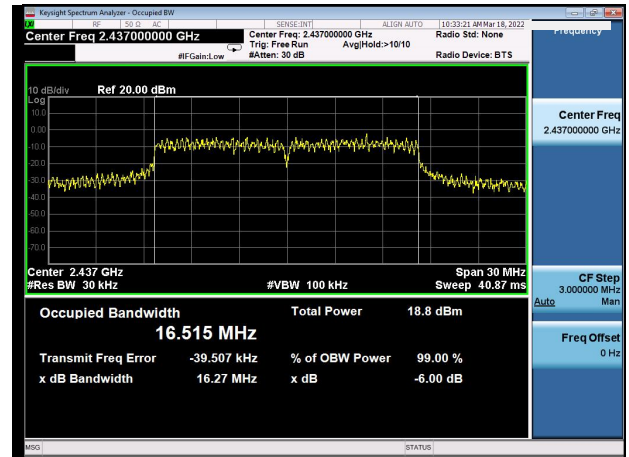 Keysight Spectrum Analyzer - Occupied BW
RF 50 Ω AC SENSE:INT ALIGN AUTO 10:33:21 AM Mar 18, 2022
Center Freq 2.437000000 GHz
Center Freq: 2.437000000 GHz
Radio Std: None
Trig: Free Run Avg|Hold:>10/10
#IFGain:Low #Atten: 30 dB Radio Device: BTS
Frequency
10 dB/div Ref 20.00 dBm
Log
10.0
0.00
-10.0
-20.0
-30.0
-40.0
-50.0
-60.0
-70.0
Center 2.437 GHz Span 30 MHz
#Res BW 30 kHz #VBW 100 kHz Sweep 40.87 ms
Occupied Bandwidth Total Power 18.8 dBm
16.515 MHz
Transmit Freq Error -39.507 kHz % of OBW Power 99.00 %
x dB Bandwidth 16.27 MHz x dB -6.00 dB
Center Freq
2.437000000 GHz
CF Step
3.000000 MHz
Auto Man
Freq Offset
0 Hz
MSG STATUS